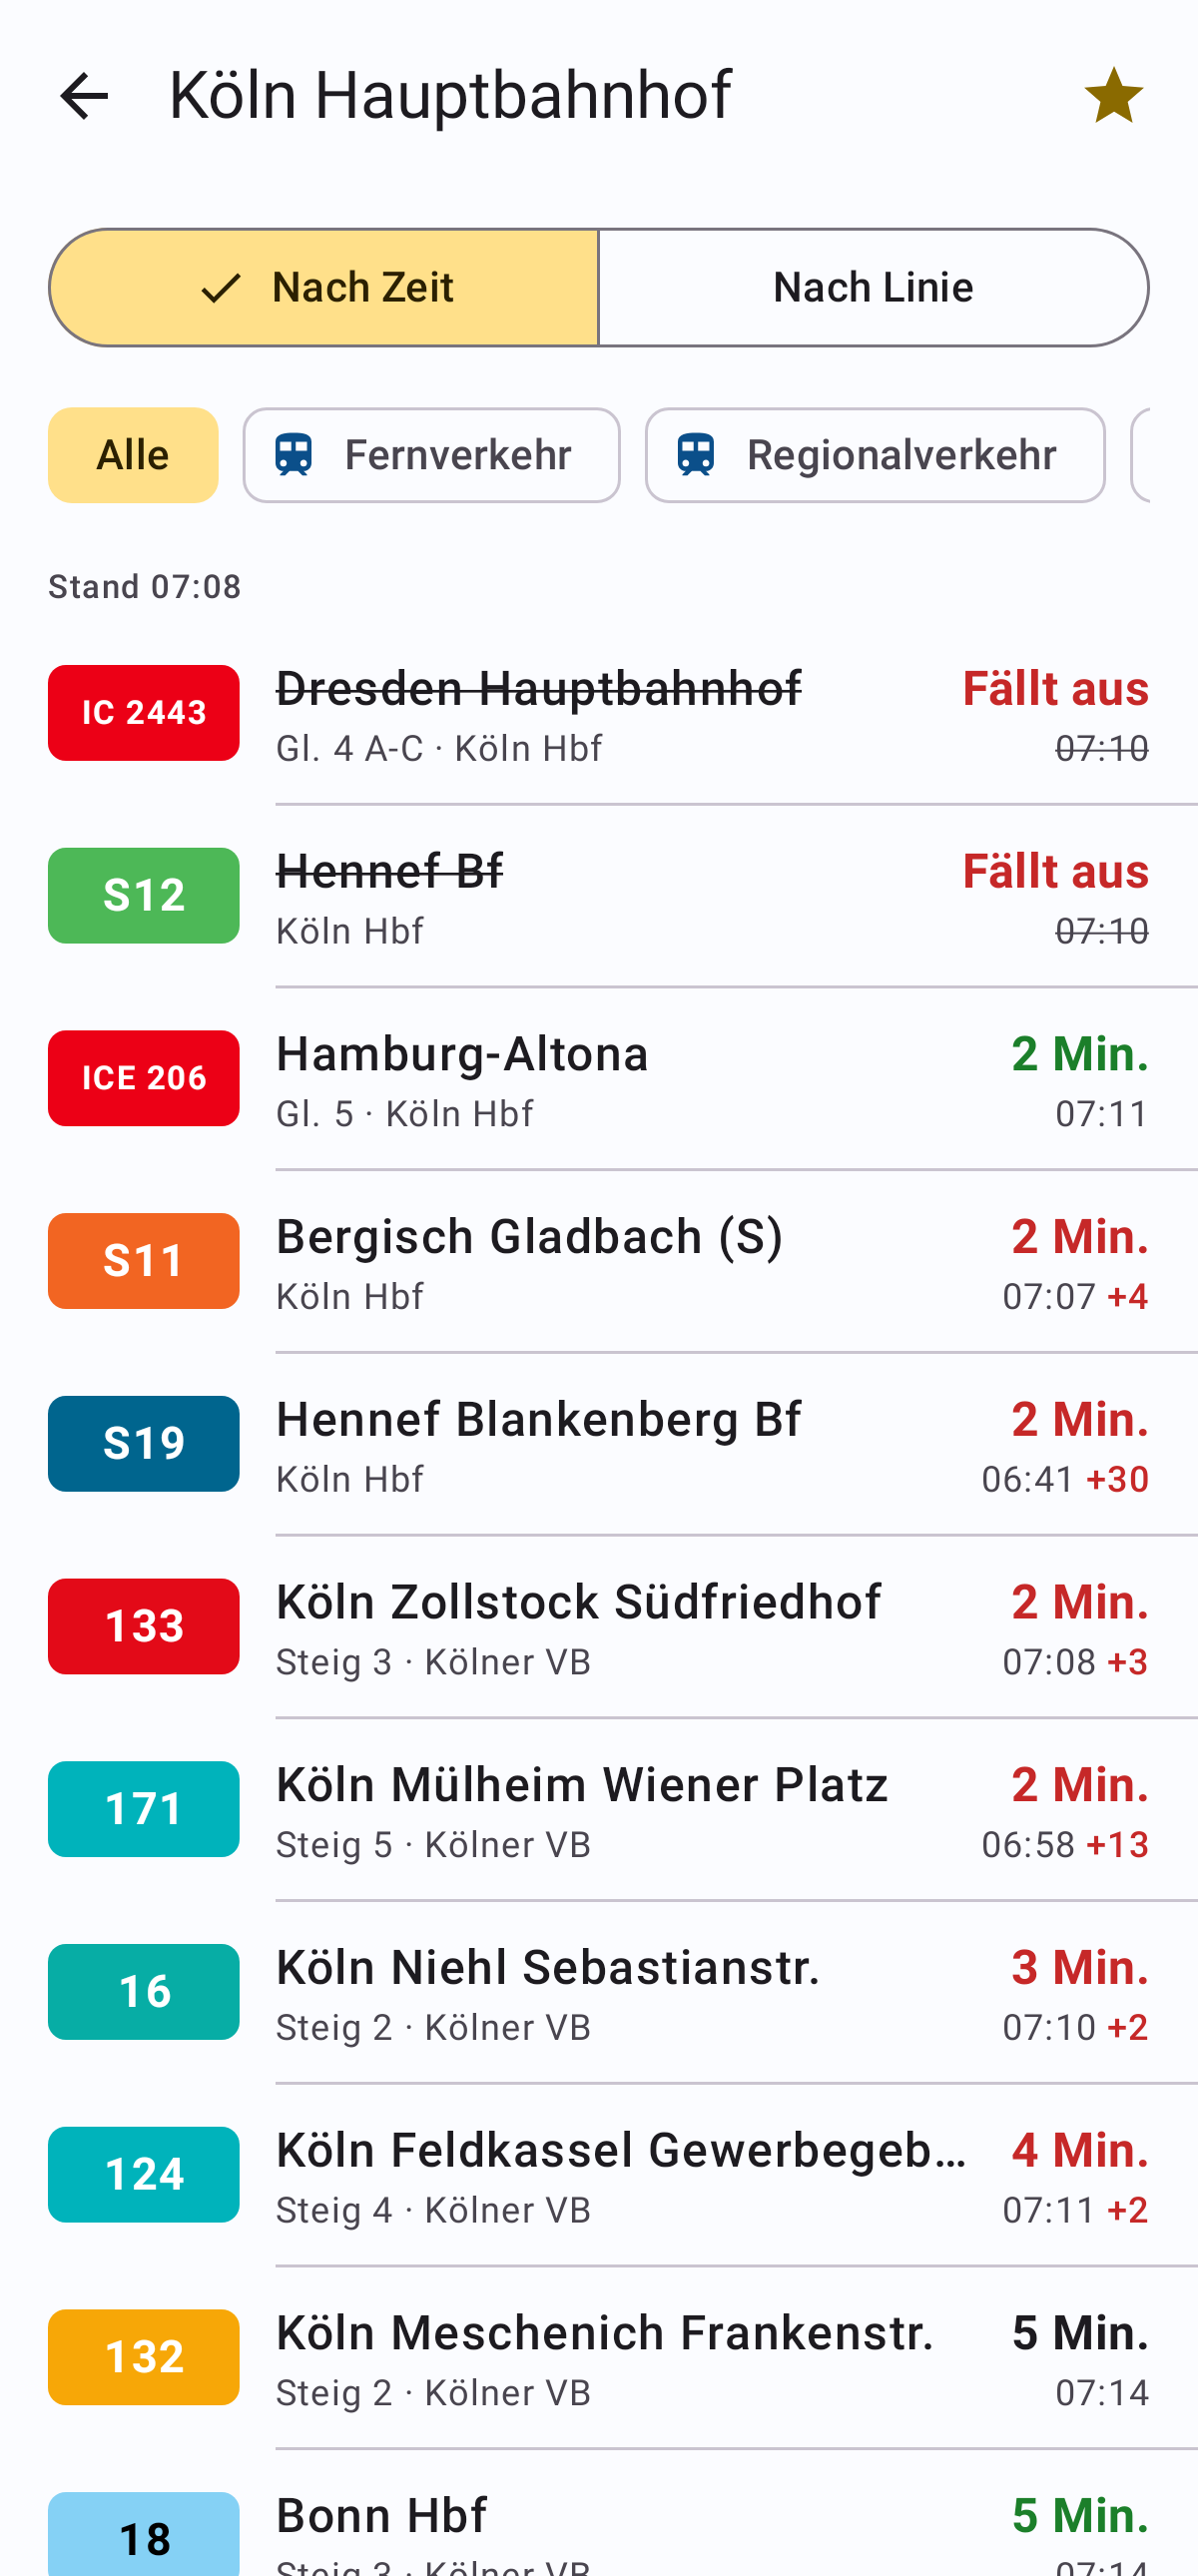 Köln Hauptbahnhof
Nach Zeit
Nach Linie
Alle
Fernverkehr
Regionalverkehr
Stand 07:08
IC 2443
Dresden Hauptbahnhof
Fällt aus
Gl. 4 A-C · Köln Hbf
07:10
S12
Hennef Bf
Fällt aus
Köln Hbf
07:10
ICE 206
Hamburg-Altona
2 Min.
Gl. 5 · Köln Hbf
07:11
S11
Bergisch Gladbach (S)
2 Min.
Köln Hbf
07:07 +4
S19
Hennef Blankenberg Bf
2 Min.
Köln Hbf
06:41 +30
133
Köln Zollstock Südfriedhof
2 Min.
Steig 3 · Kölner VB
07:08 +3
171
Köln Mülheim Wiener Platz
2 Min.
Steig 5 · Kölner VB
06:58 +13
16
Köln Niehl Sebastianstr.
3 Min.
Steig 2 · Kölner VB
07:10 +2
124
Köln Feldkassel Gewerbegeb…
4 Min.
Steig 4 · Kölner VB
07:11 +2
132
Köln Meschenich Frankenstr.
5 Min.
Steig 2 · Kölner VB
07:14
18
Bonn Hbf
5 Min.
Steig 3 · Kölner VB
07:14